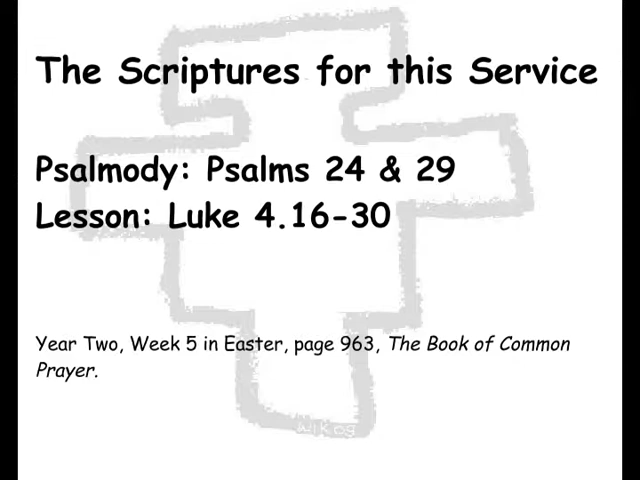 The Scriptures for this Service
Psalmody: Psalms 24 & 29
Lesson: Luke 4.16-30
Year Two, Week 5 in Easter, page 963, The Book of Common
Prayer.